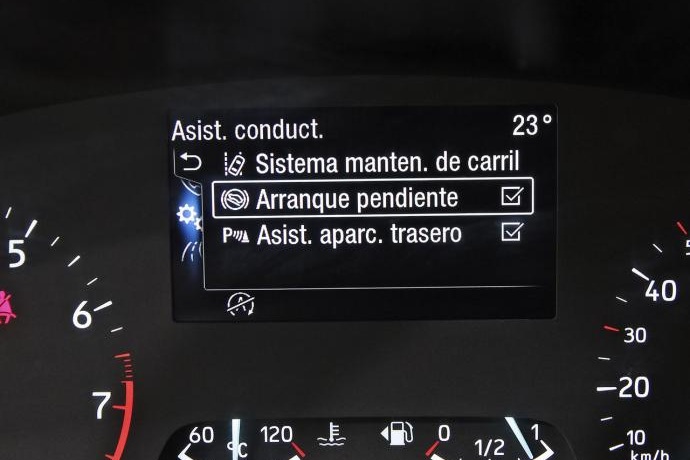 Asist. conduct. 23°
Sistema manten. de carril
Arranque pendiente
P Asist. aparc. trasero
5
6
7
40
30
20
10
km/h
60 °C 120
0 1/2 1